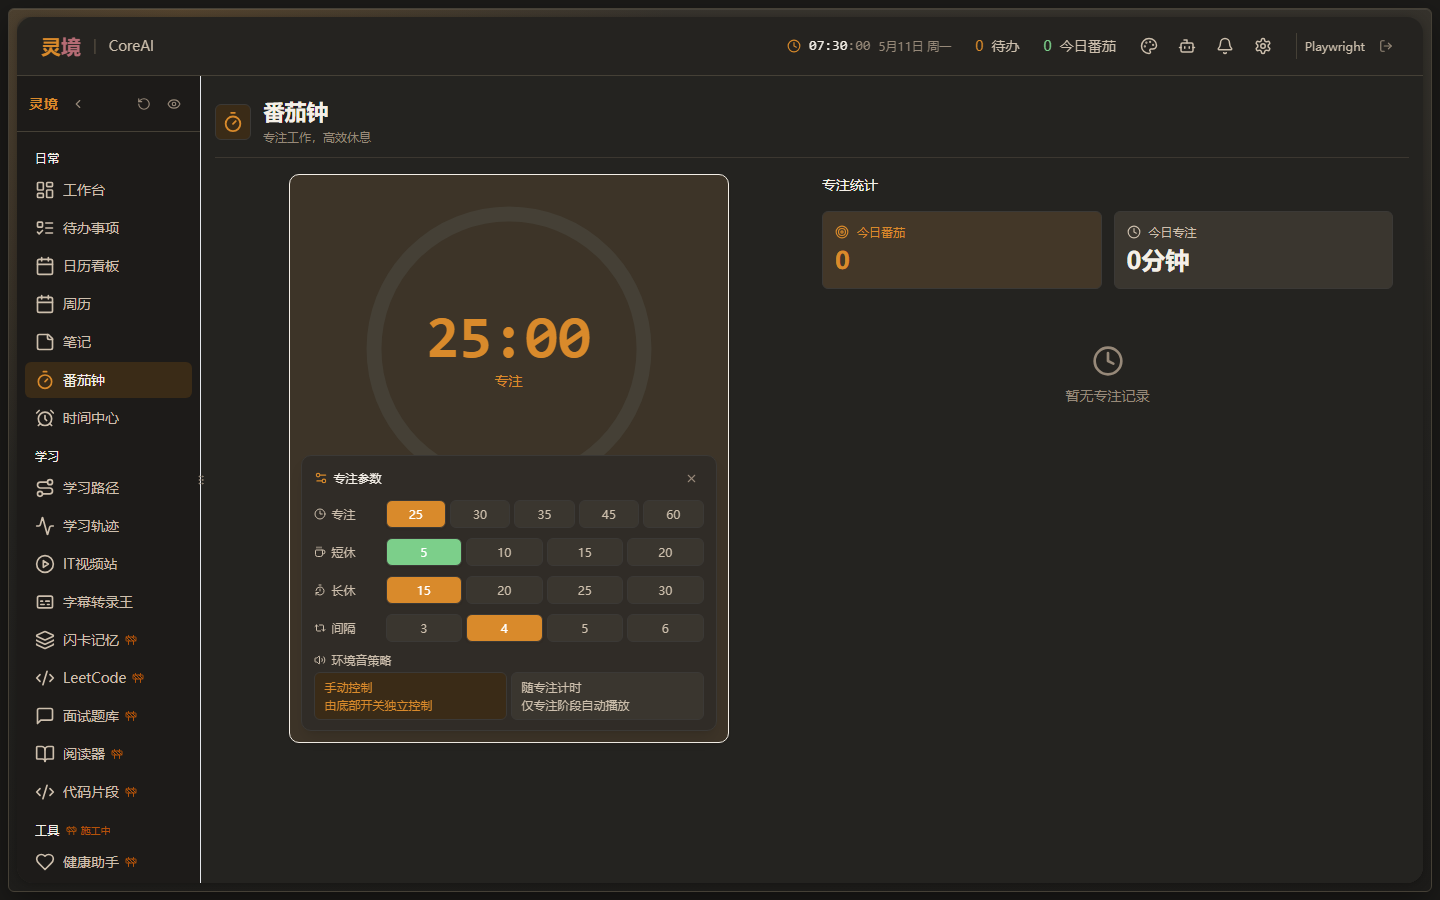 灵境 | CoreAI
07:30:00 5月11日 周一
0 待办
0 今日番茄
Playwright
灵境
日常
工作台
待办事项
日历看板
周历
笔记
番茄钟
时间中心
学习
学习路径
学习轨迹
IT视频站
字幕转录王
闪卡记忆
LeetCode
面试题库
阅读器
代码片段
工具 施工中
健康助手
番茄钟
专注工作，高效休息
25:00
专注
专注参数
专注 25 30 35 45 60
短休 5 10 15 20
长休 15 20 25 30
间隔 3 4 5 6
环境音策略
手动控制
由底部开关独立控制
随专注计时
仅专注阶段自动播放
专注统计
今日番茄
0
今日专注
0分钟
暂无专注记录